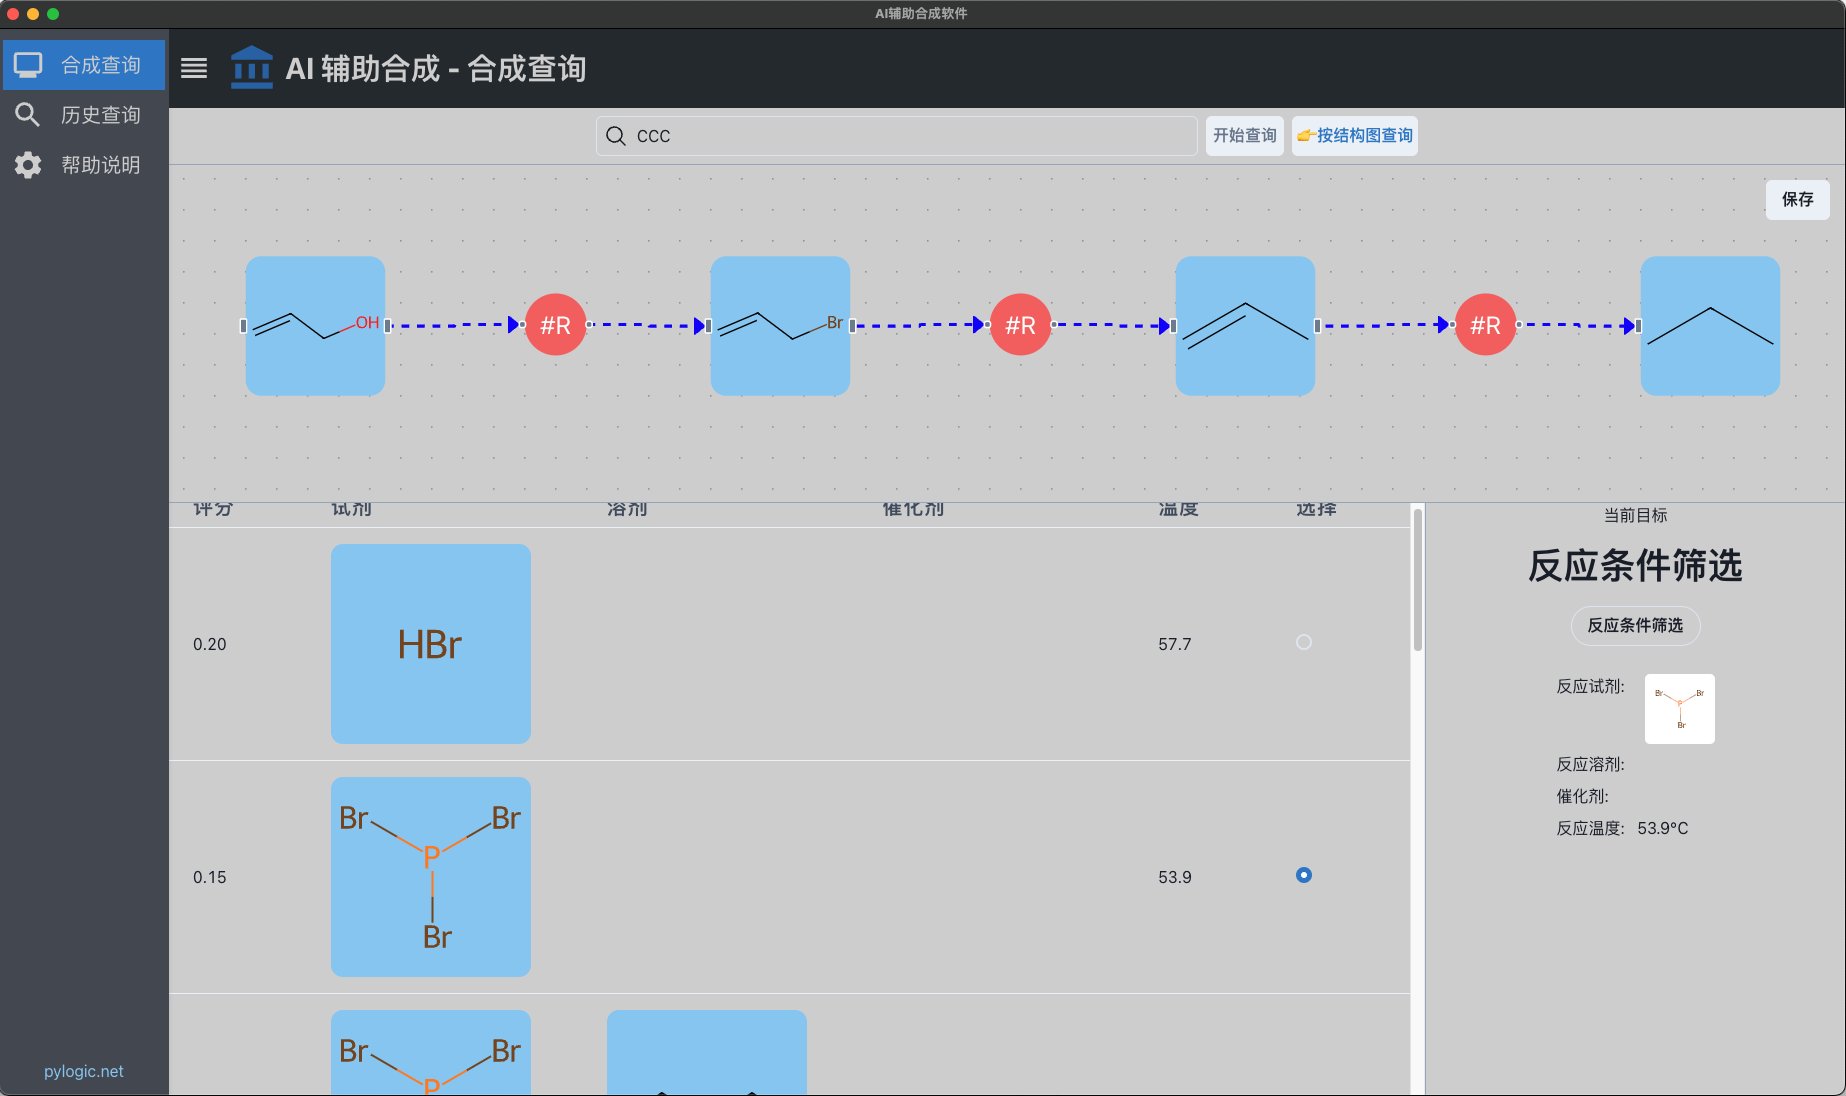 AI辅助合成软件
合成查询
历史查询
帮助说明
AI 辅助合成 - 合成查询
CCC
开始查询
👉按结构图查询
保存
OH
#R
Br
#R
#R
评分 试剂 溶剂 催化剂 温度 选择
0.20 HBr 57.7
Br Br
P
0.15 53.9
Br
Br Br
P
当前目标
反应条件筛选
反应条件筛选
反应试剂:
Br Br
P
Br
反应溶剂:
催化剂:
反应温度: 53.9°C
pylogic.net